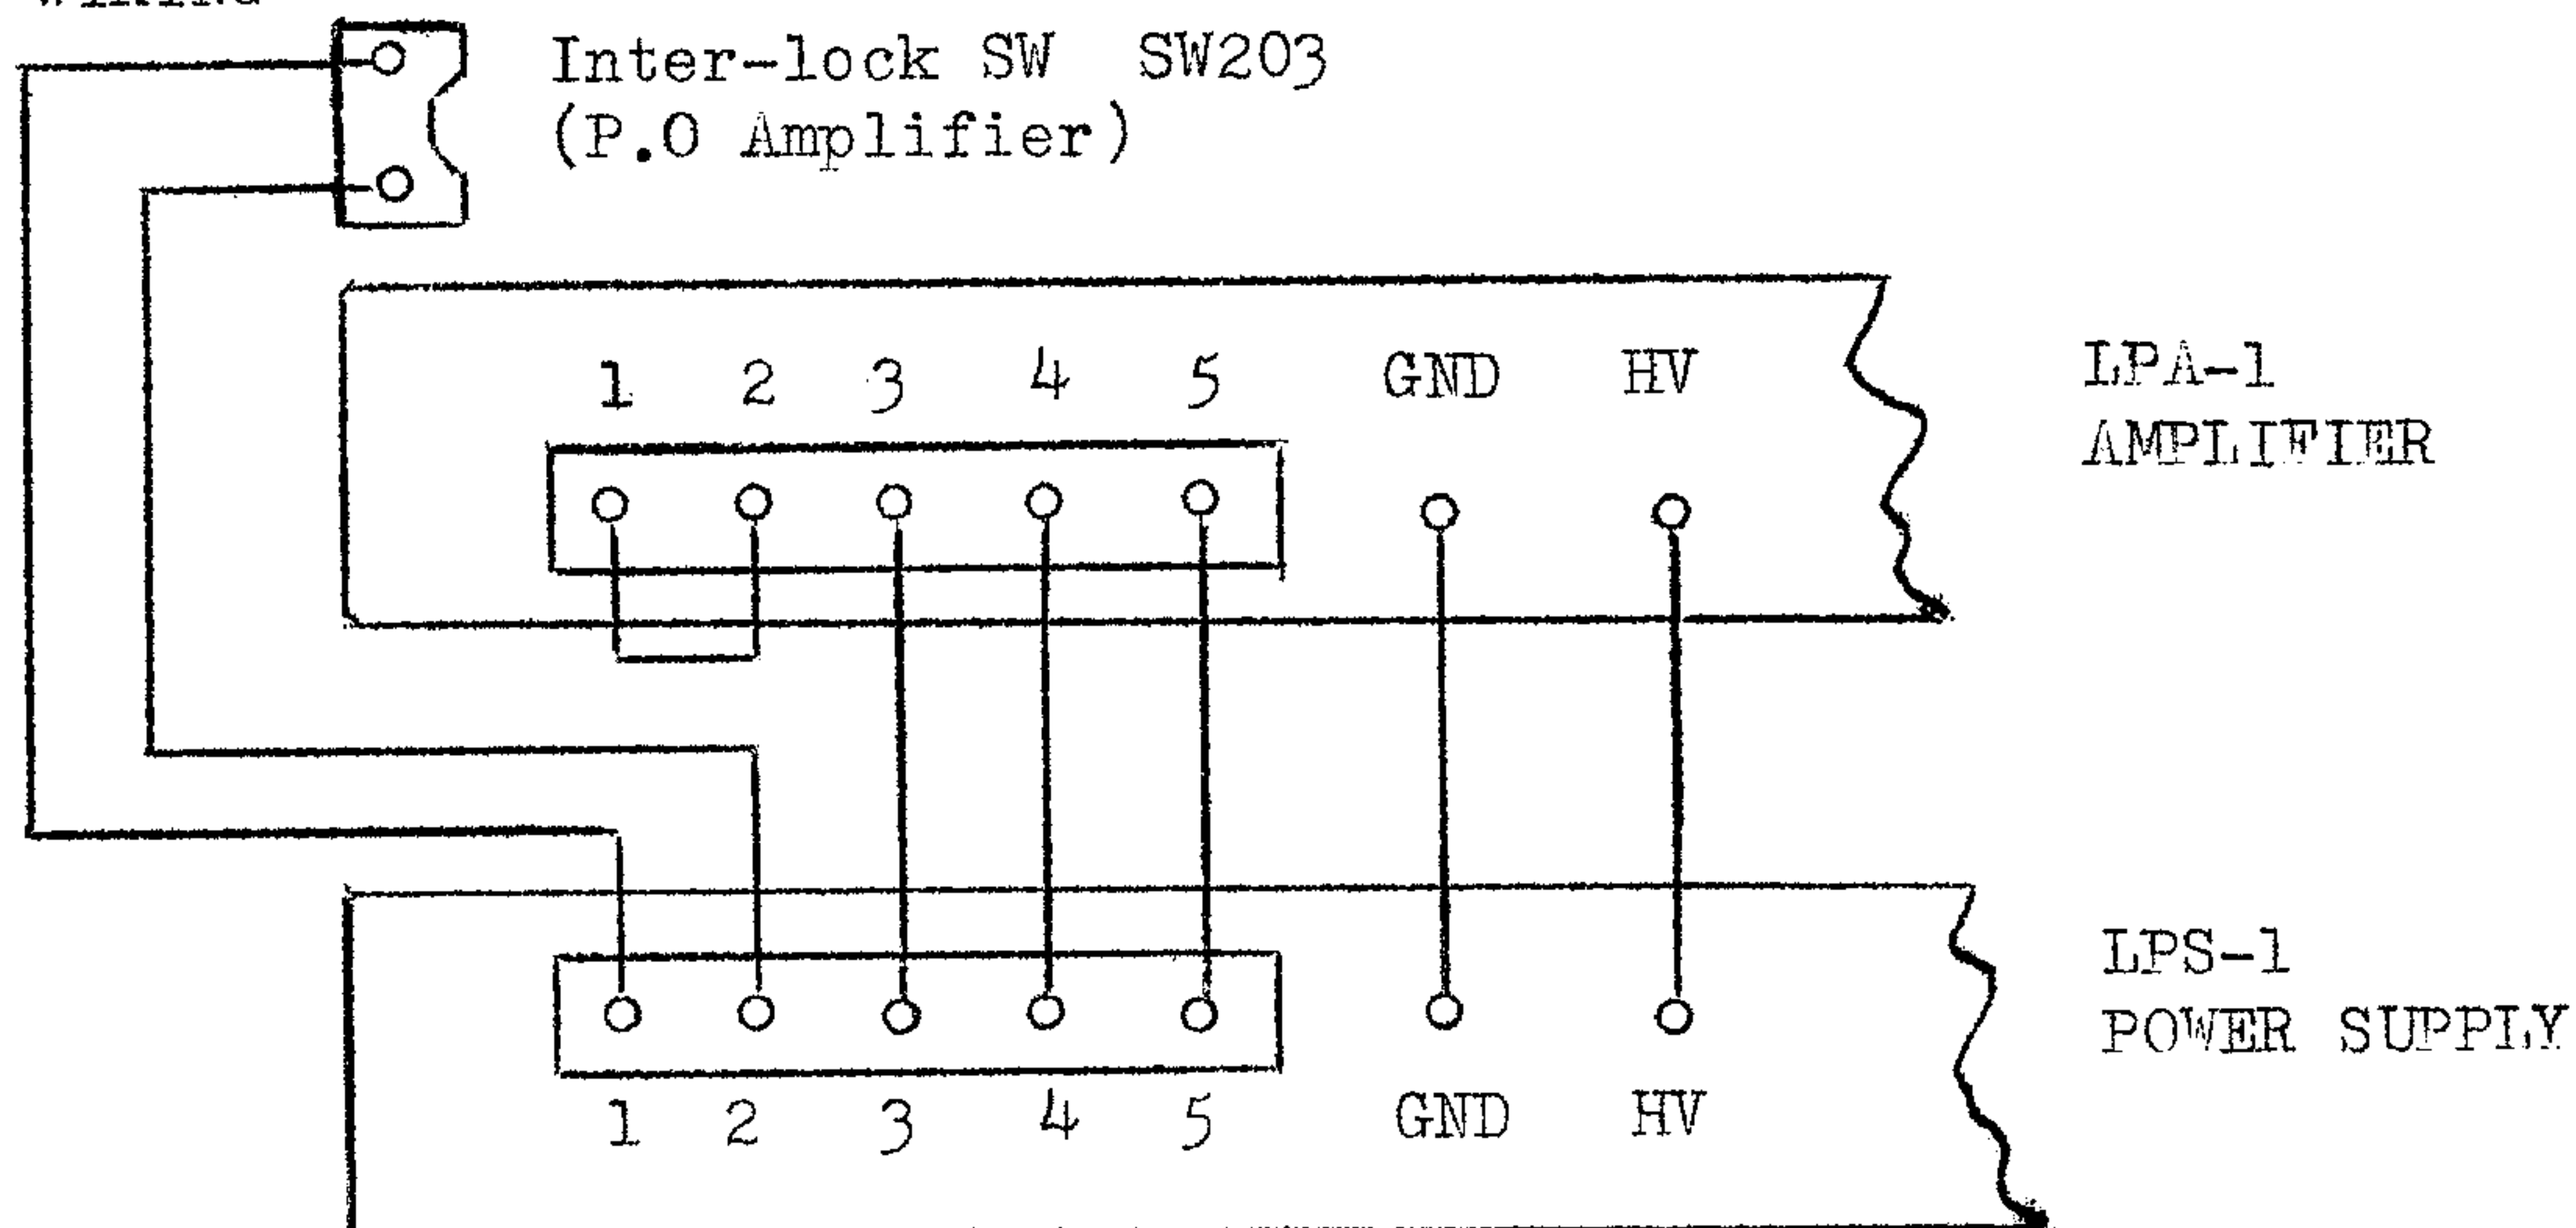 Inter-lock SW SW203
(P.O Amplifier)
1 2 3 4 5 GND HV
LPA-1
AMPLIFIER
1 2 3 4 5 GND HV
LPS-1
POWER SUPPLY